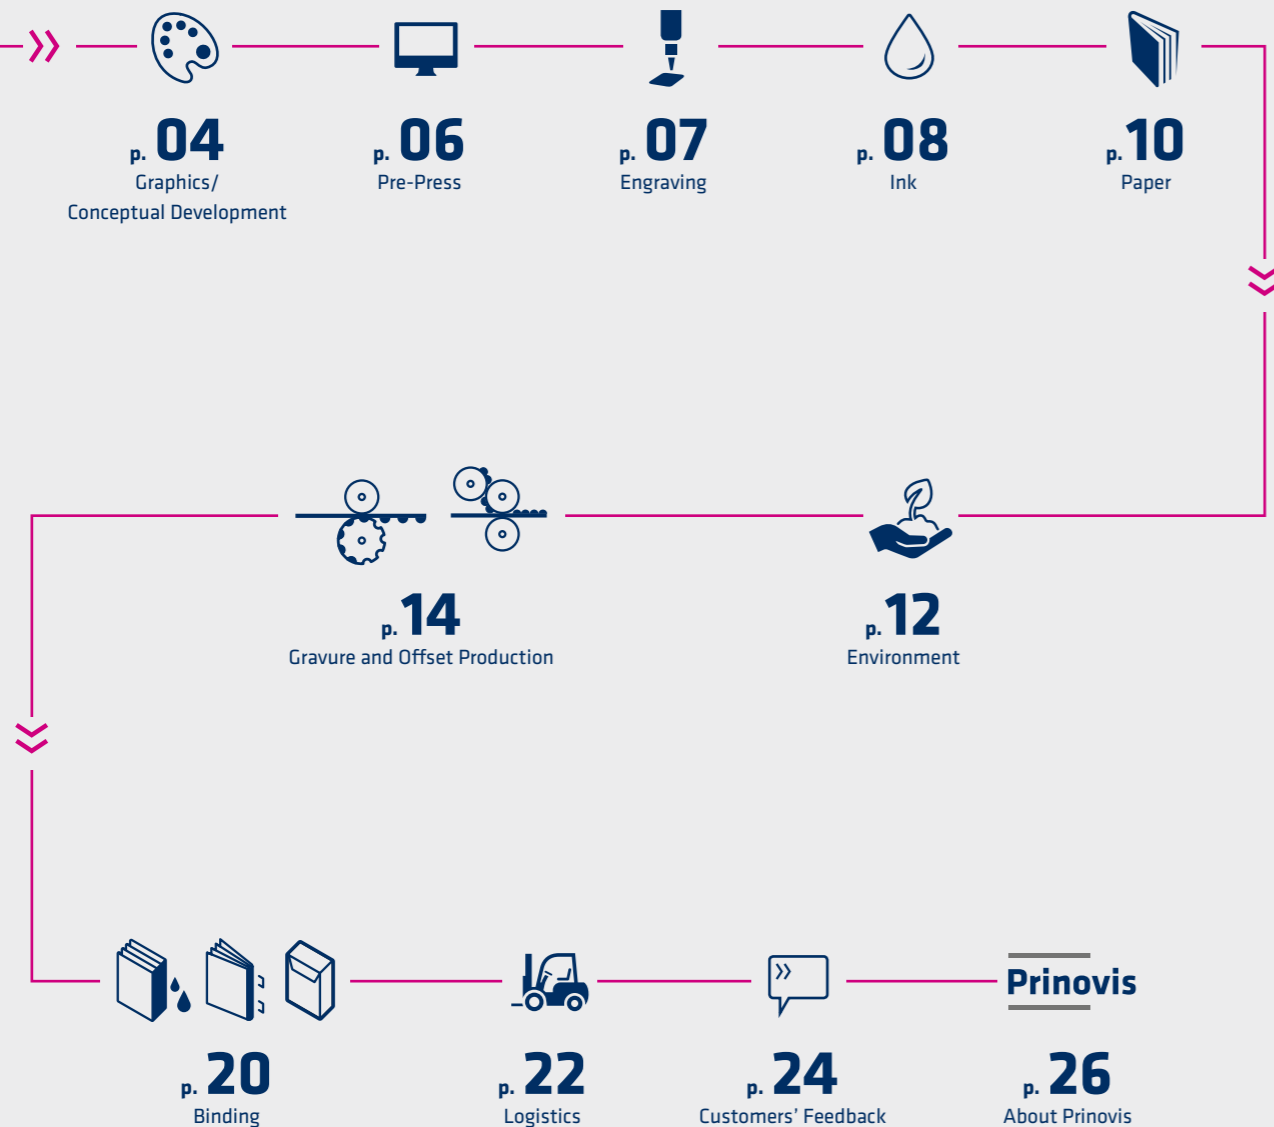 p. 04
Graphics/
Conceptual Development
p. 06
Pre-Press
p. 07
Engraving
p. 08
Ink
p. 10
Paper
p. 14
Gravure and Offset Production
p. 12
Environment
p. 20
Binding
p. 22
Logistics
p. 24
Customers’ Feedback
Prinovis
p. 26
About Prinovis